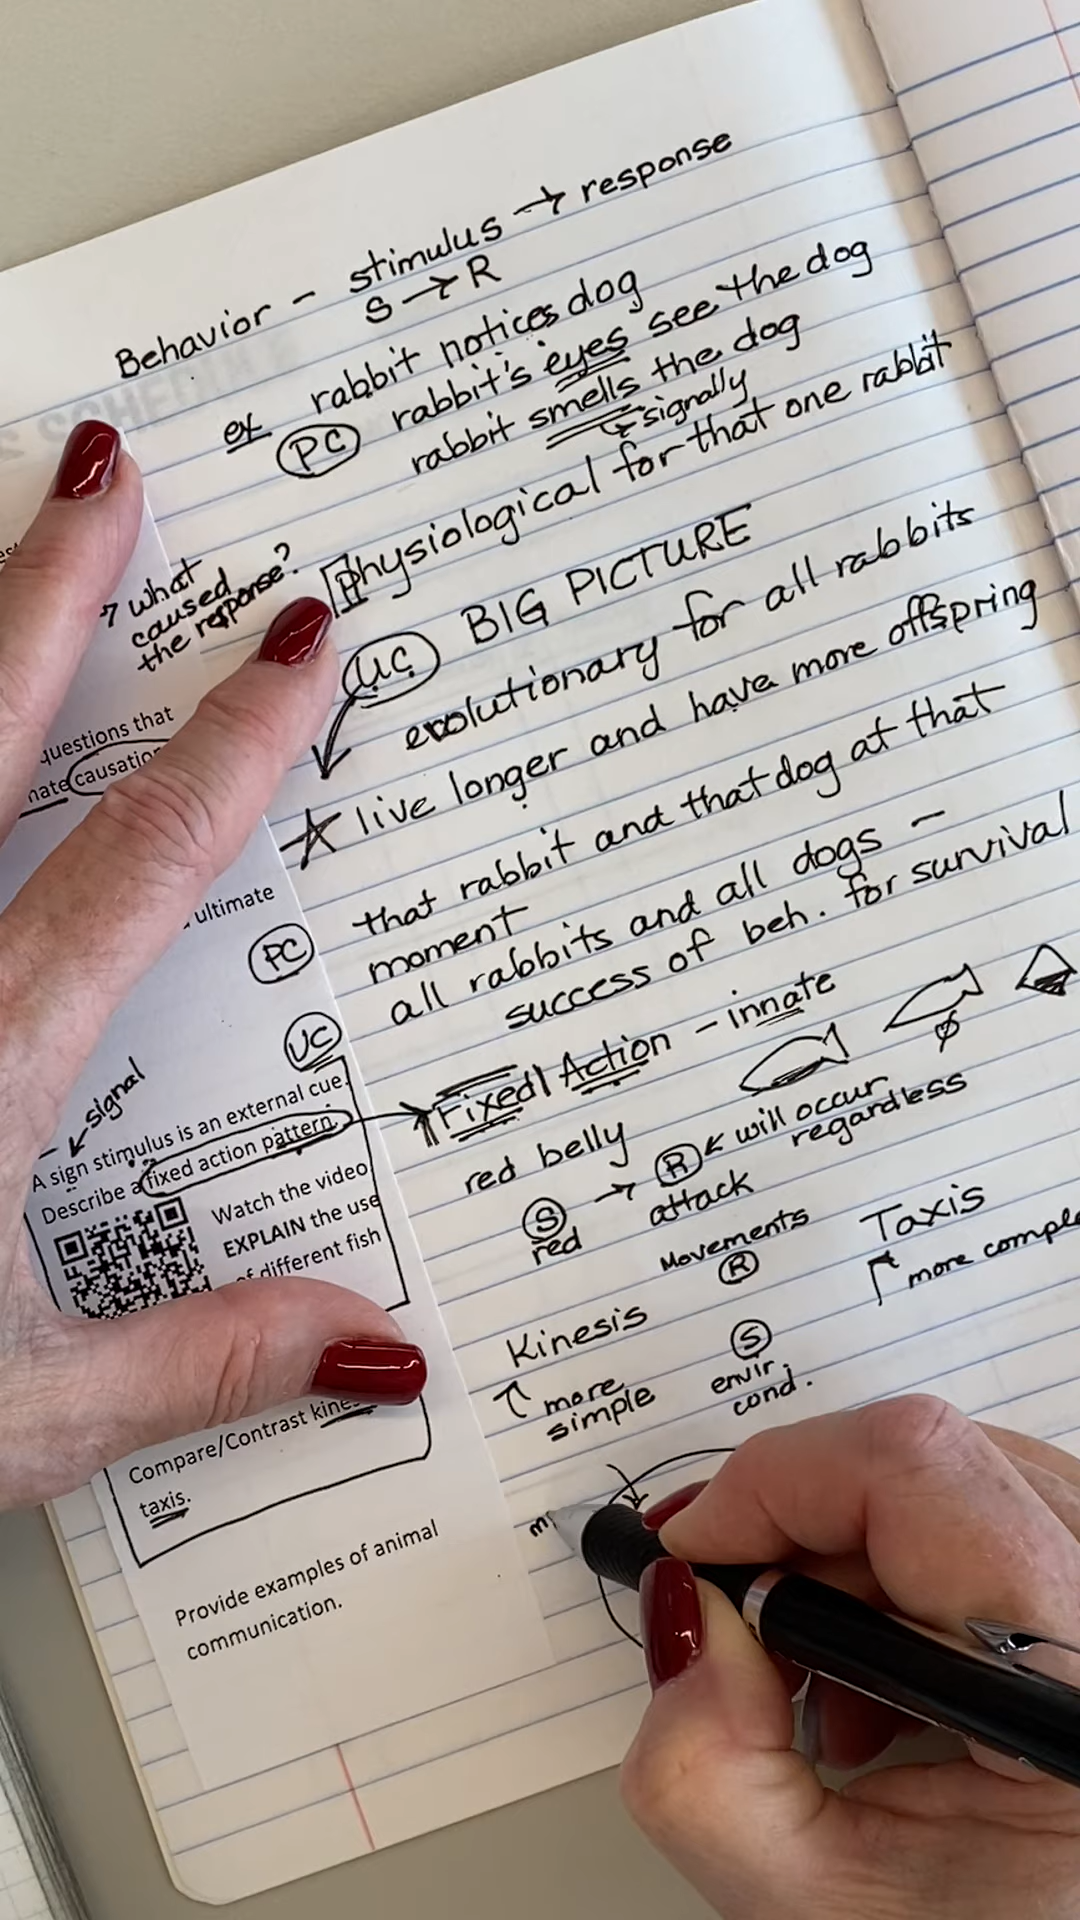 Behavior - stimulus → response
S → R
ex rabbit notices dog
PC rabbit's eyes see the dog
rabbit smells the dog
↳ signally
Physiological for that one rabbit
→ what
caused
the response?
UC BIG PICTURE
evolutionary for all rabbits
☆ live longer and have more offspring
questions that
nate causation
that rabbit and that dog at that
moment
all rabbits and all dogs -
success of beh. for survival
ultimate
PC
UC
signal
A sign stimulus is an external cue.
Describe a fixed action pattern.
Watch the video
EXPLAIN the use
of different fish
Fixed Action - innate
red belly
S → R ← will occur
regardless
red attack
Movements
R
Taxis
↑ more comple
Kinesis
↑ more
simple
S
envir.
cond.
Compare/Contrast kines
taxis.
m
Provide examples of animal
communication.